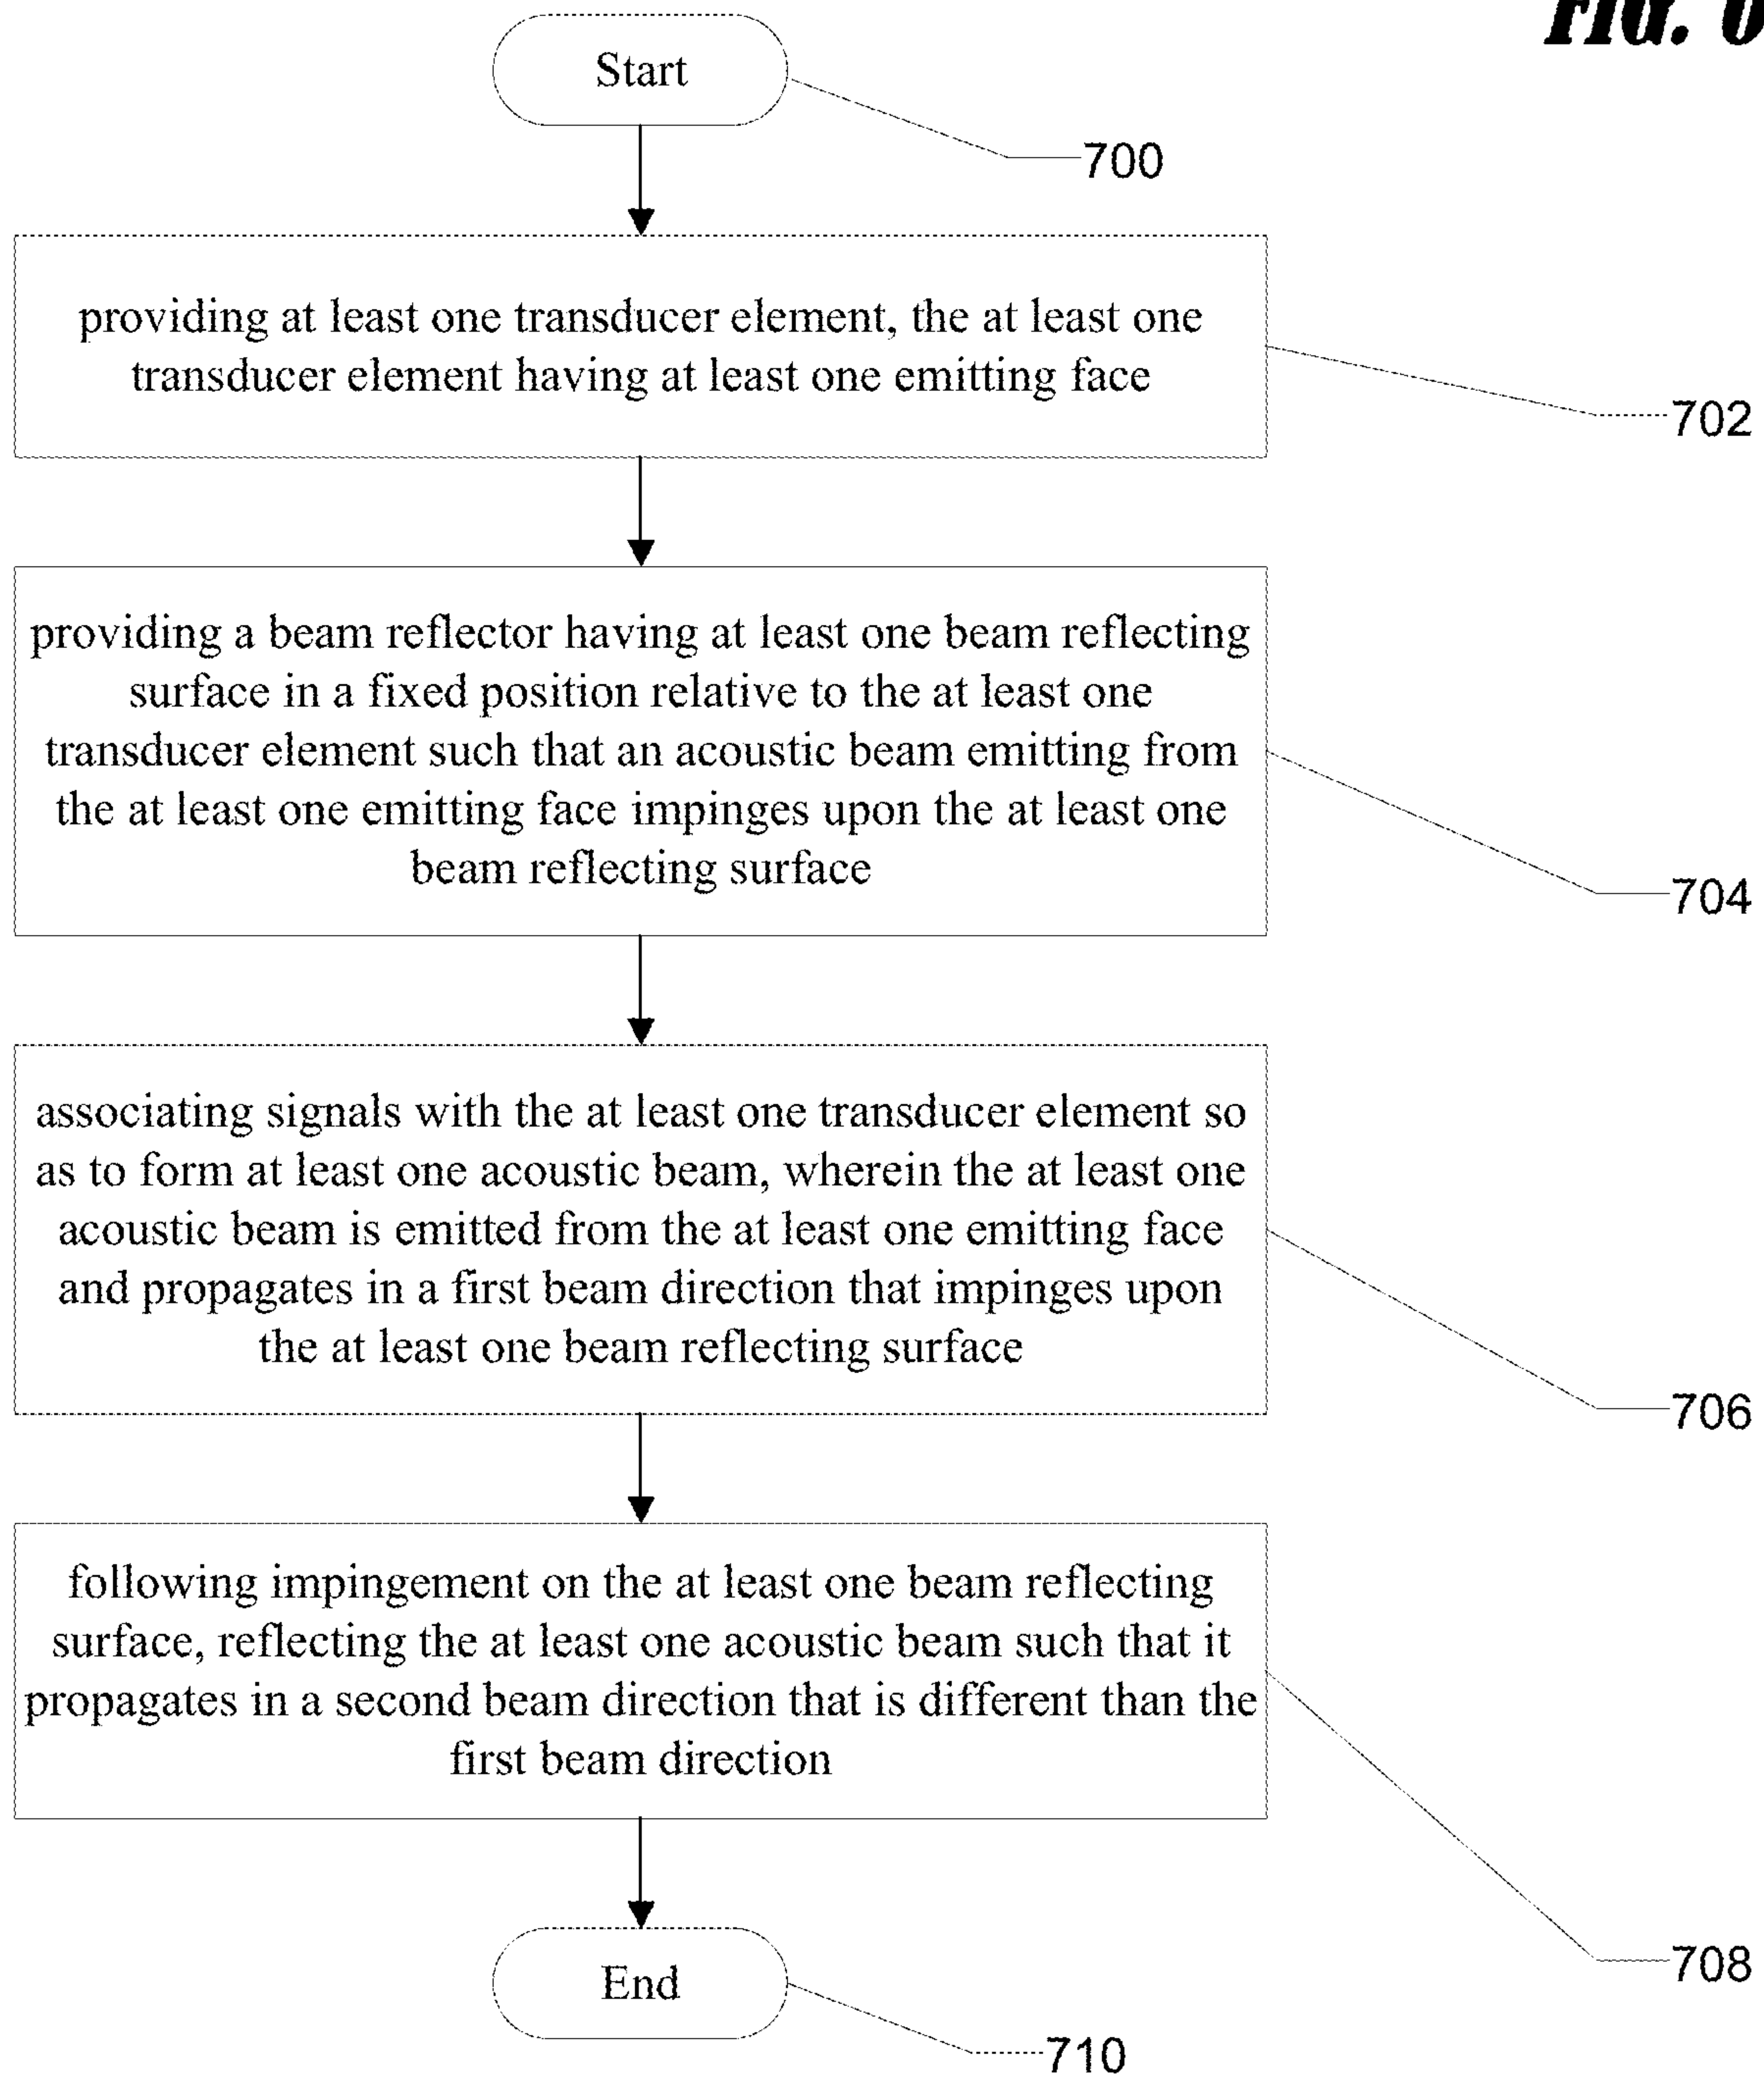 FIG.
Start
700
providing at least one transducer element, the at least one
transducer element having at least one emitting face
702
providing a beam reflector having at least one beam reflecting
surface in a fixed position relative to the at least one
transducer element such that an acoustic beam emitting from
the at least one emitting face impinges upon the at least one
beam reflecting surface
704
associating signals with the at least one transducer element so
as to form at least one acoustic beam, wherein the at least one
acoustic beam is emitted from the at least one emitting face
and propagates in a first beam direction that impinges upon
the at least one beam reflecting surface
706
following impingement on the at least one beam reflecting
surface, reflecting the at least one acoustic beam such that it
propagates in a second beam direction that is different than the
first beam direction
708
End
710